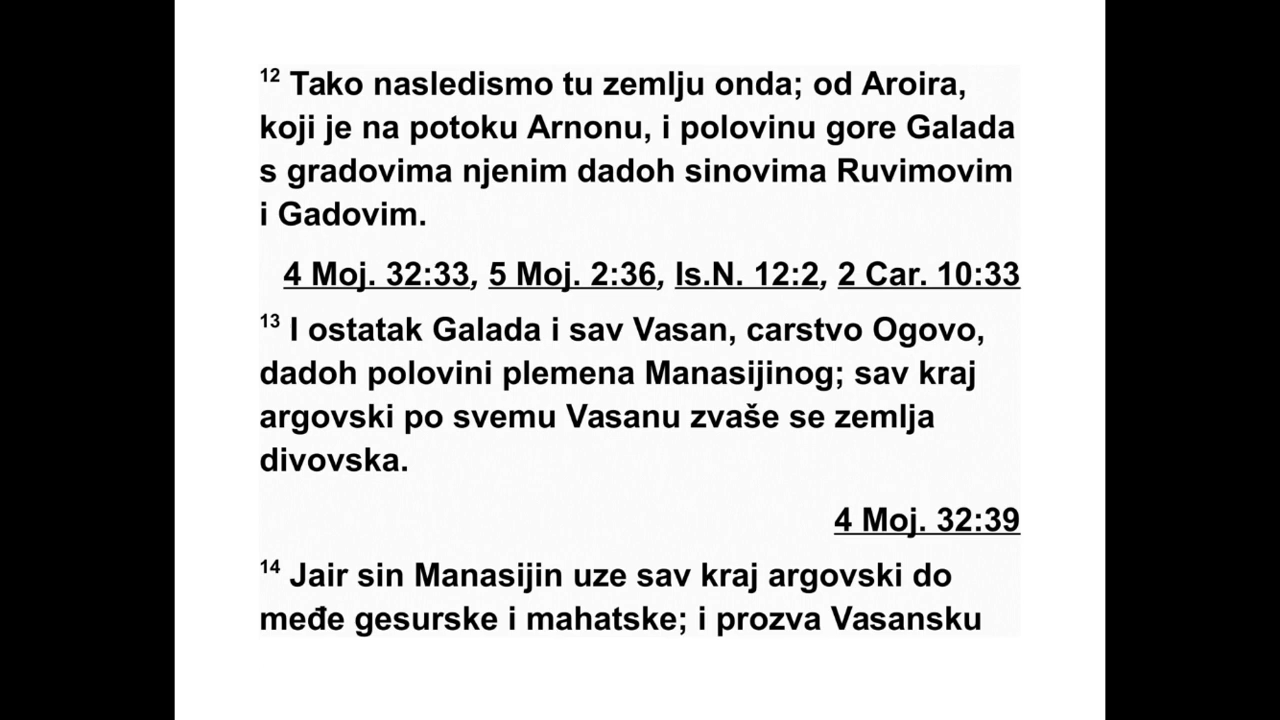 12 Tako nasledismo tu zemlju onda; od Aroira,
koji je na potoku Arnonu, i polovinu gore Galada
s gradovima njenim dadoh sinovima Ruvimovim
i Gadovim.
4 Moj. 32:33, 5 Moj. 2:36, Is.N. 12:2, 2 Car. 10:33
13 I ostatak Galada i sav Vasan, carstvo Ogovo,
dadoh polovini plemena Manasijinog; sav kraj
argovski po svemu Vasanu zvaše se zemlja
divovska.
4 Moj. 32:39
14 Jair sin Manasijin uze sav kraj argovski do
međe gesurske i mahatske; i prozva Vasansku